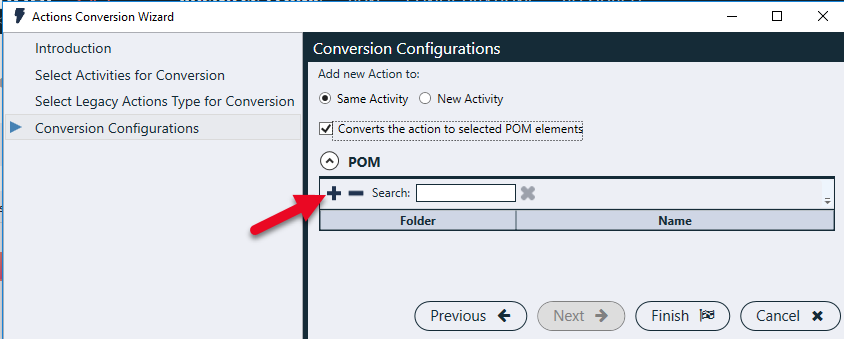 Actions Conversion Wizard
Introduction
Select Activities for Conversion
Select Legacy Actions Type for Conversion
Conversion Configurations
Conversion Configurations
Add new Action to:
Same Activity New Activity
Converts the action to selected POM elements
POM
Search:
Folder Name
Previous Next Finish Cancel